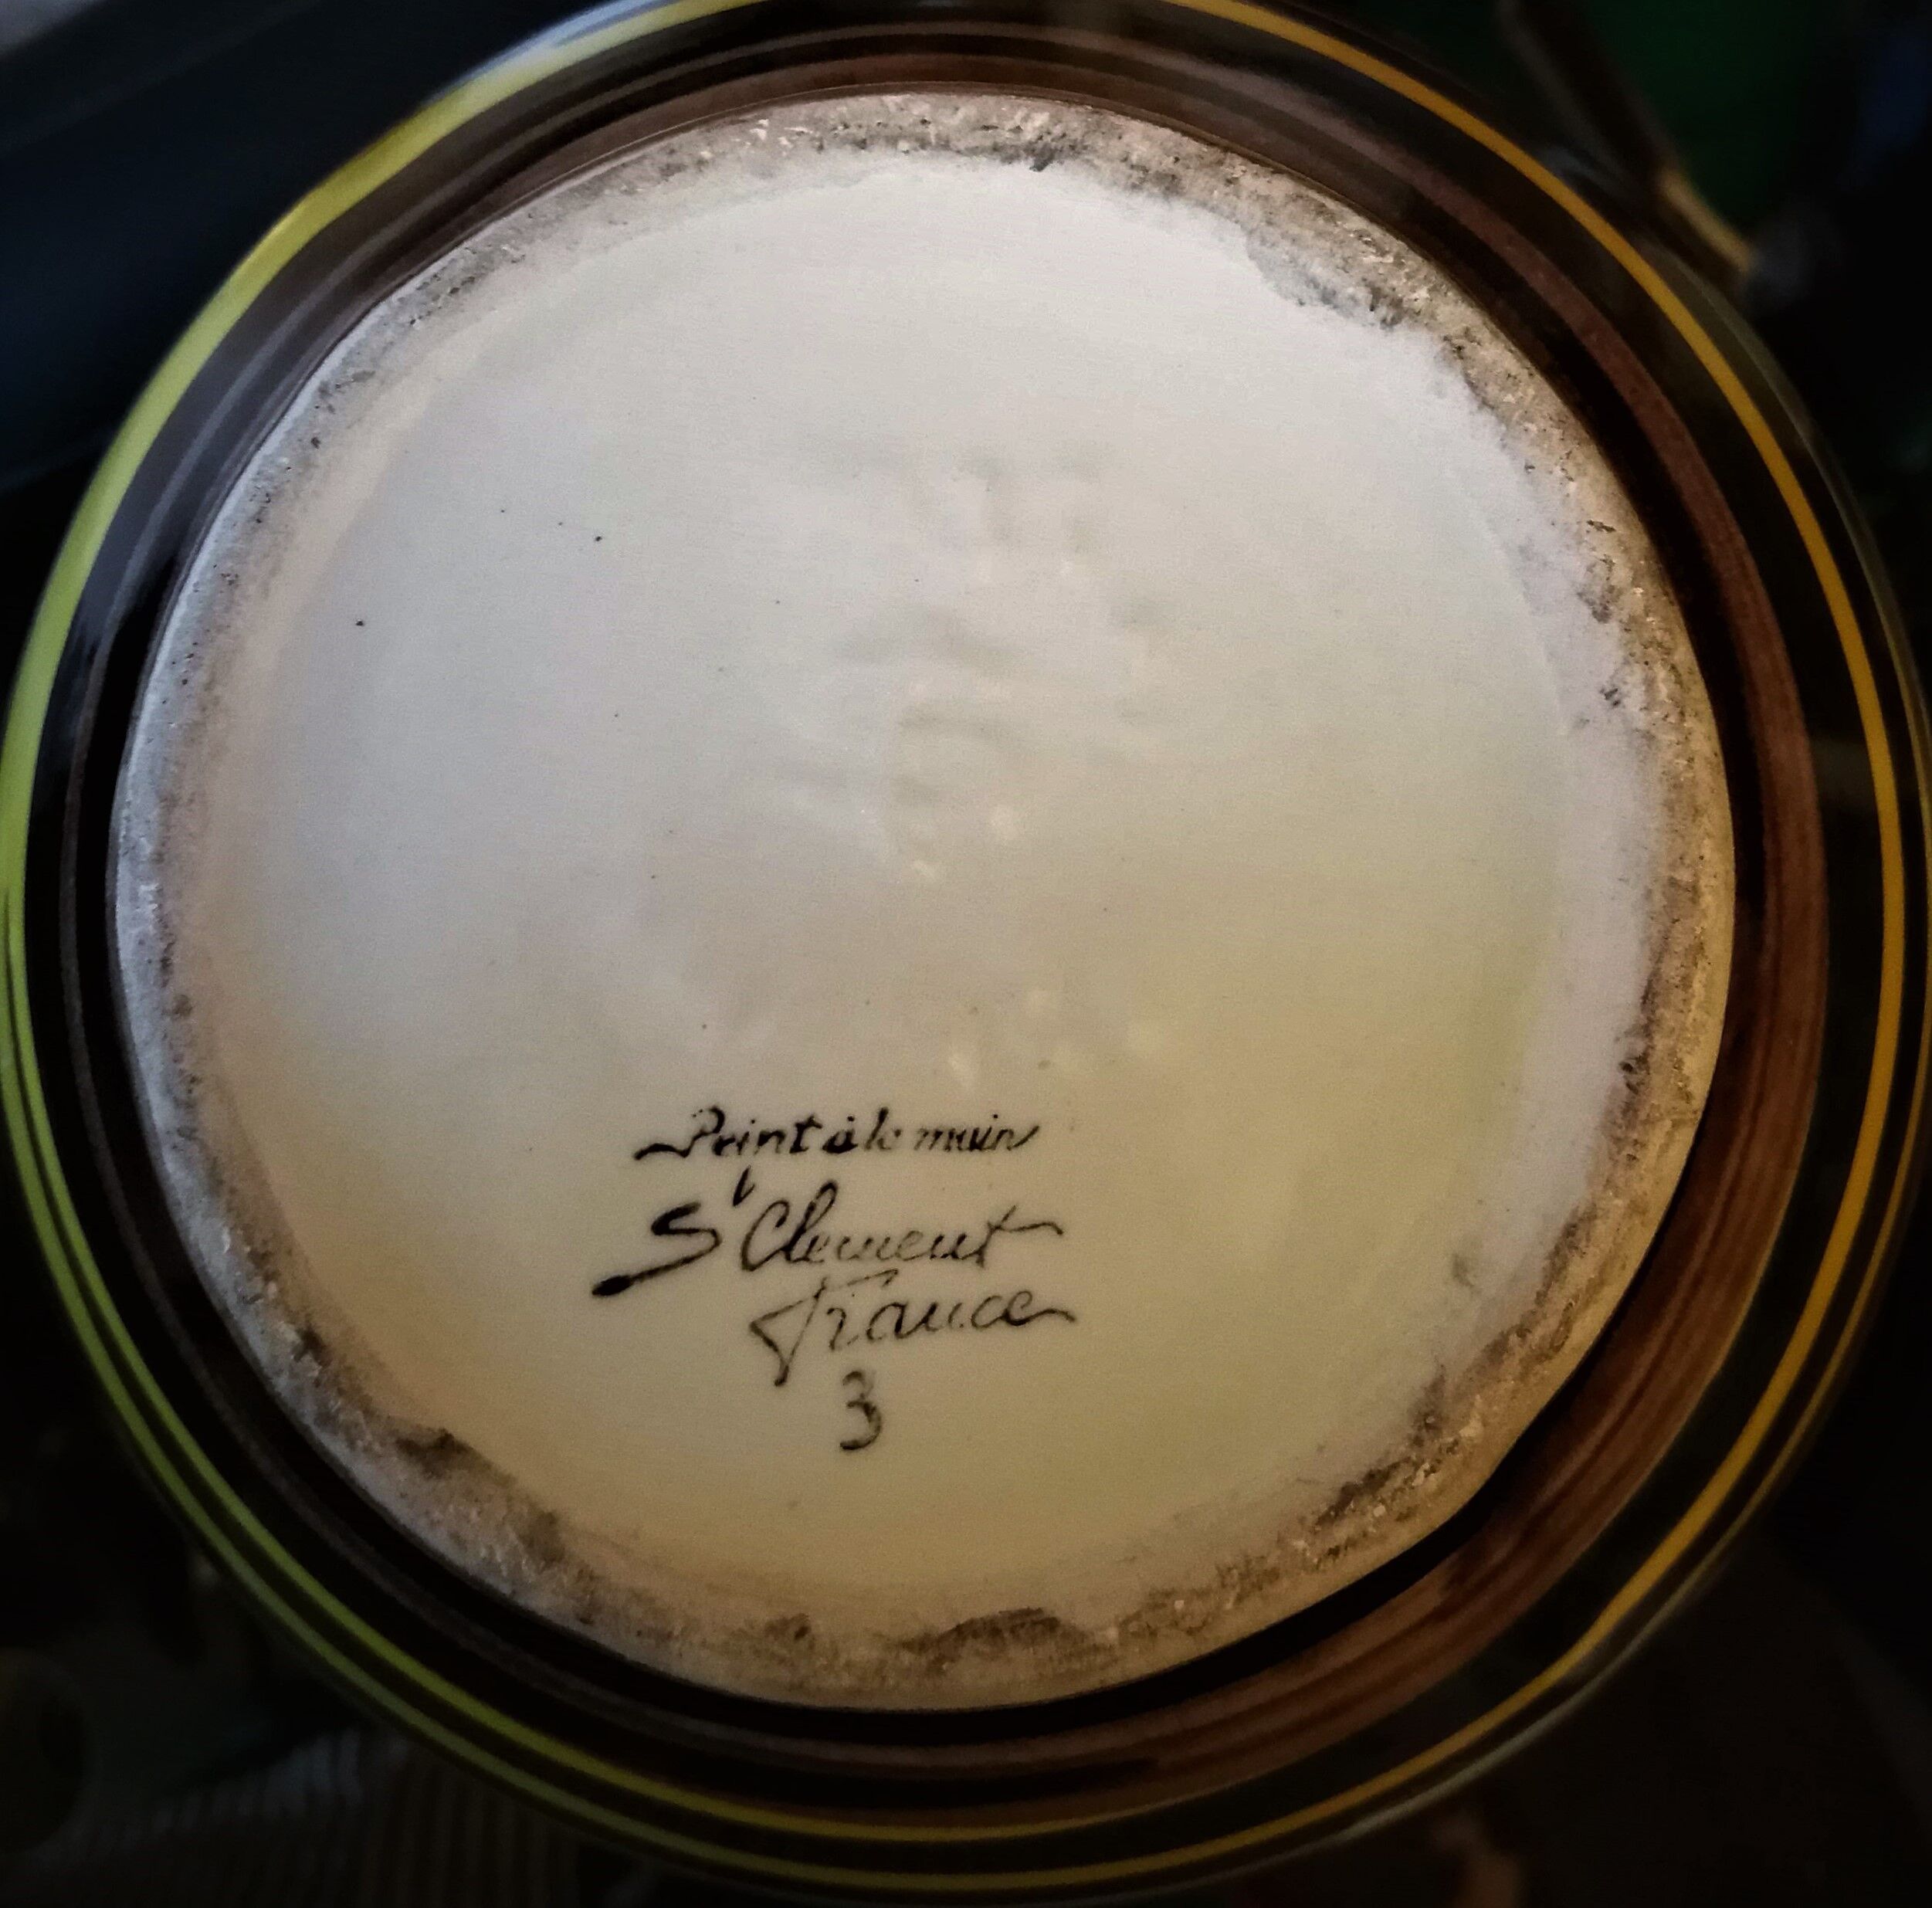 Peint à la main
St Clement
France
3